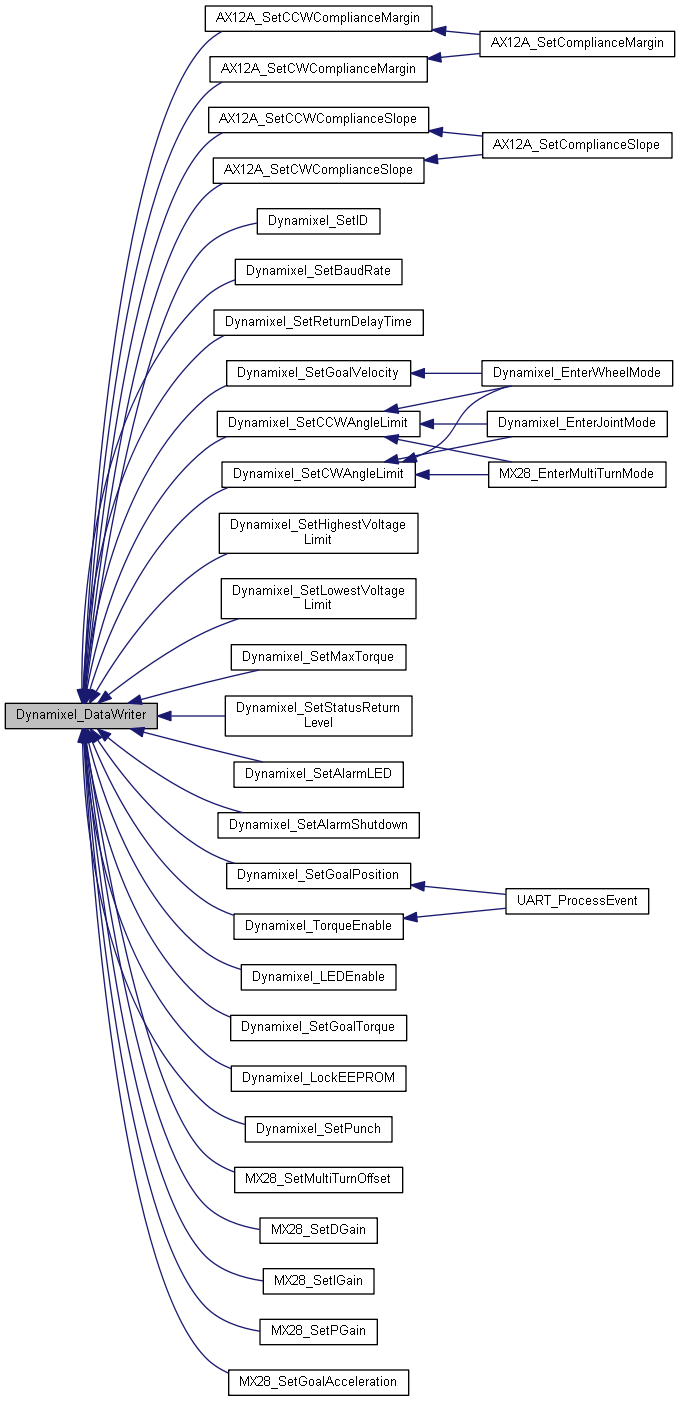 AX12A_SetCCWComplianceMargin
AX12A_SetComplianceMargin
AX12A_SetCWComplianceMargin
AX12A_SetCCWComplianceSlope
AX12A_SetComplianceSlope
AX12A_SetCWComplianceSlope
Dynamixel_SetID
Dynamixel_SetBaudRate
Dynamixel_SetReturnDelayTime
Dynamixel_SetGoalVelocity
Dynamixel_EnterWheelMode
Dynamixel_SetCCWAngleLimit
Dynamixel_EnterJointMode
Dynamixel_SetCWAngleLimit
MX28_EnterMultiTurnMode
Dynamixel_SetHighestVoltage
Limit
Dynamixel_SetLowestVoltage
Limit
Dynamixel_SetMaxTorque
Dynamixel_DataWriter
Dynamixel_SetStatusReturn
Level
Dynamixel_SetAlarmLED
Dynamixel_SetAlarmShutdown
Dynamixel_SetGoalPosition
UART_ProcessEvent
Dynamixel_TorqueEnable
Dynamixel_LEDEnable
Dynamixel_SetGoalTorque
Dynamixel_LockEEPROM
Dynamixel_SetPunch
MX28_SetMultiTurnOffset
MX28_SetDGain
MX28_SetIGain
MX28_SetPGain
MX28_SetGoalAcceleration